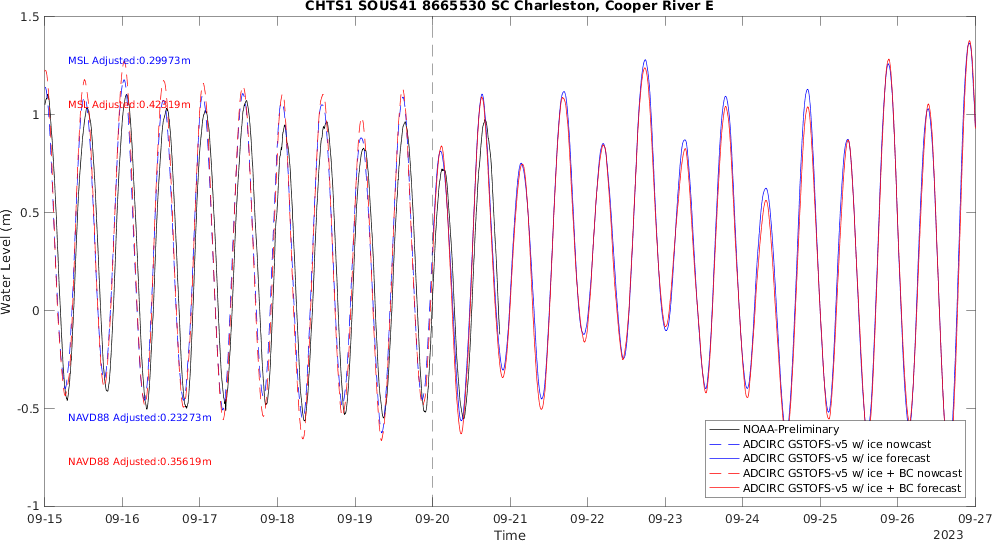 CHTS1 SOUS41 8665530 SC Charleston, Cooper River E
1.5
1
0.5
0
-0.5
-1
Water Level (m)
MSL Adjusted:0.29973m
MSL Adjusted:0.42319m
NAVD88 Adjusted:0.23273m
NAVD88 Adjusted:0.35619m
NOAA-Preliminary
ADCIRC GSTOFS-v5 w/ ice nowcast
ADCIRC GSTOFS-v5 w/ ice forecast
ADCIRC GSTOFS-v5 w/ ice + BC nowcast
ADCIRC GSTOFS-v5 w/ ice + BC forecast
09-15 09-16 09-17 09-18 09-19 09-20 09-21 09-22 09-23 09-24 09-25 09-26 09-27
Time
2023